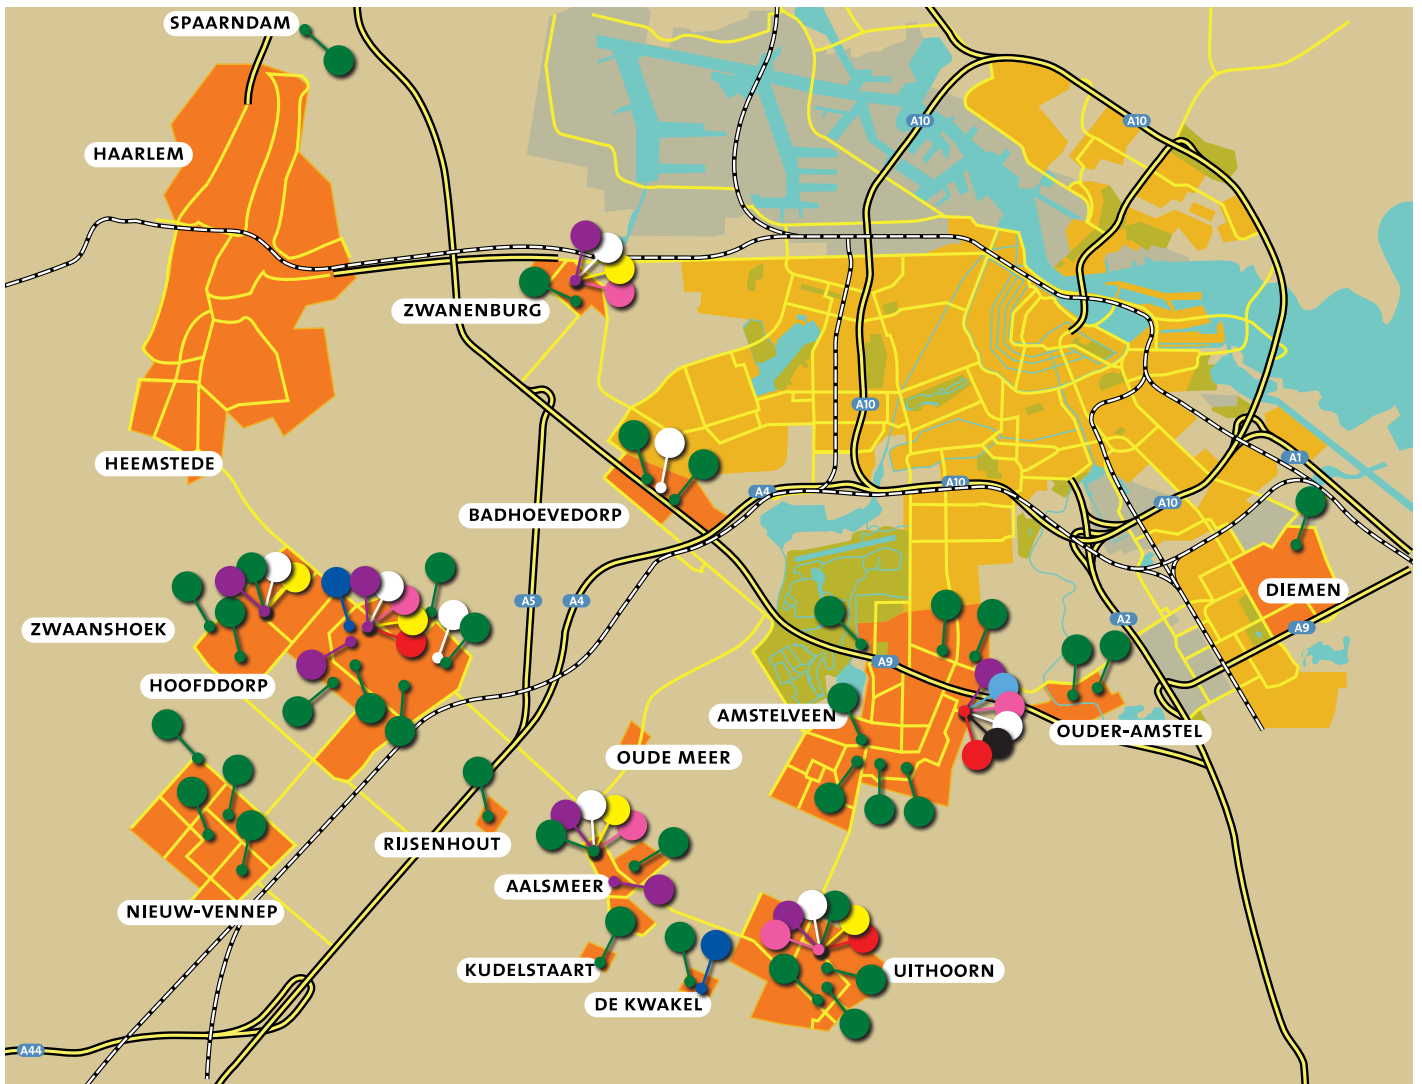 SPAARNDAM
A10
A10
HAARLEM
ZWANENBURG
A10
HEEMSTEDE
A1
A10
A4
A10
BADHOEVEDORP
DIEMEN
A5
A4
A2
ZWAANSHOEK
A9
A9
HOOFDDORP
AMSTELVEEN
OUDER-AMSTEL
OUDE MEER
RIJSENHOUT
AALSMEER
NIEUW-VENNEP
KUDELSTAART
UITHOORN
DE KWAKEL
A44